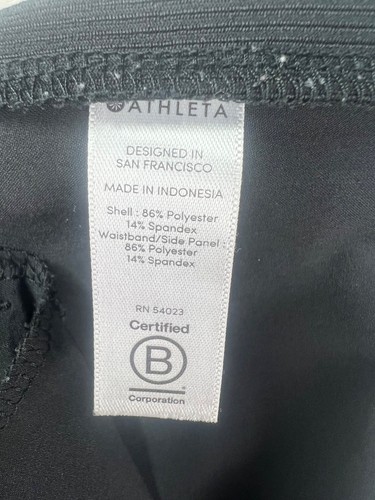 ATHLETA
DESIGNED IN
SAN FRANCISCO
MADE IN INDONESIA
Shell : 86% Polyester
14% Spandex
Waistband/Side Panel :
86% Polyester
14% Spandex
RN 54023
Certified
B
Corporation